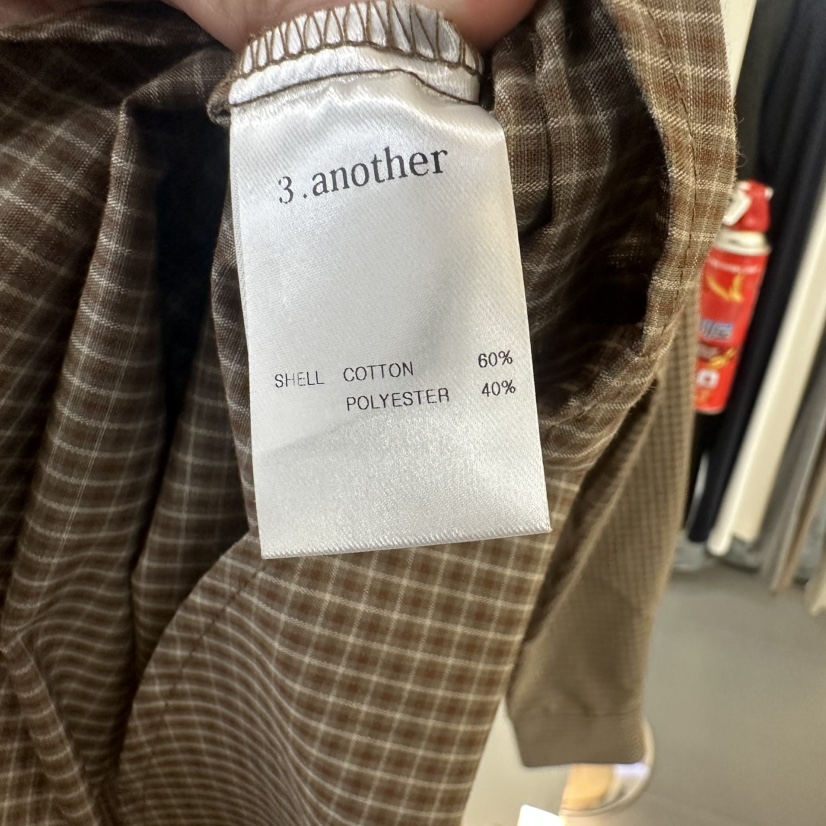 3.another
SHELL COTTON 60%
POLYESTER 40%